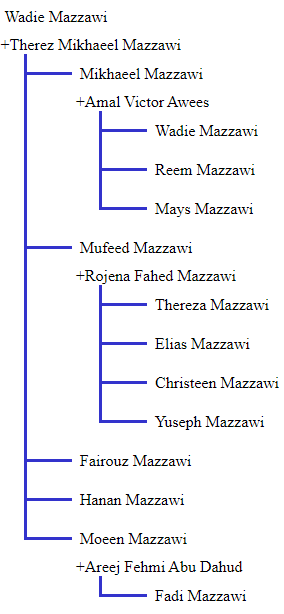 Wadie Mazzawi
+Therez Mikhaeel Mazzawi
Mikhaeel Mazzawi
+Amal Victor Awees
Wadie Mazzawi
Reem Mazzawi
Mays Mazzawi
Mufeed Mazzawi
+Rojena Fahed Mazzawi
Thereza Mazzawi
Elias Mazzawi
Christeen Mazzawi
Yuseph Mazzawi
Fairouz Mazzawi
Hanan Mazzawi
Moeen Mazzawi
+Areej Fehmi Abu Dahud
Fadi Mazzawi